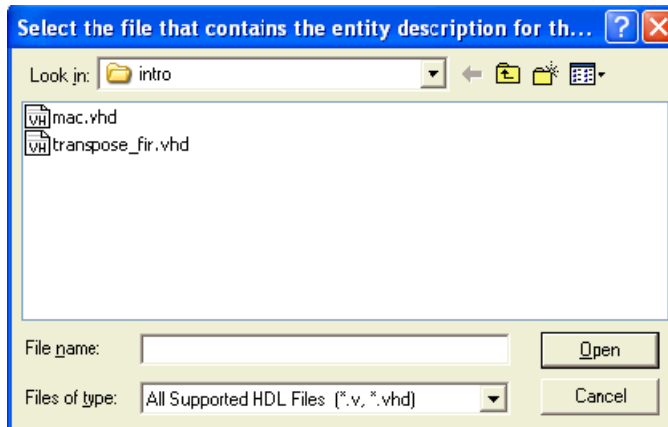 Select the file that contains the entity description for th...
Look in: intro
mac.vhd
transpose_fir.vhd
File name: Open
Files of type: All Supported HDL Files (*.v, *.vhd) Cancel